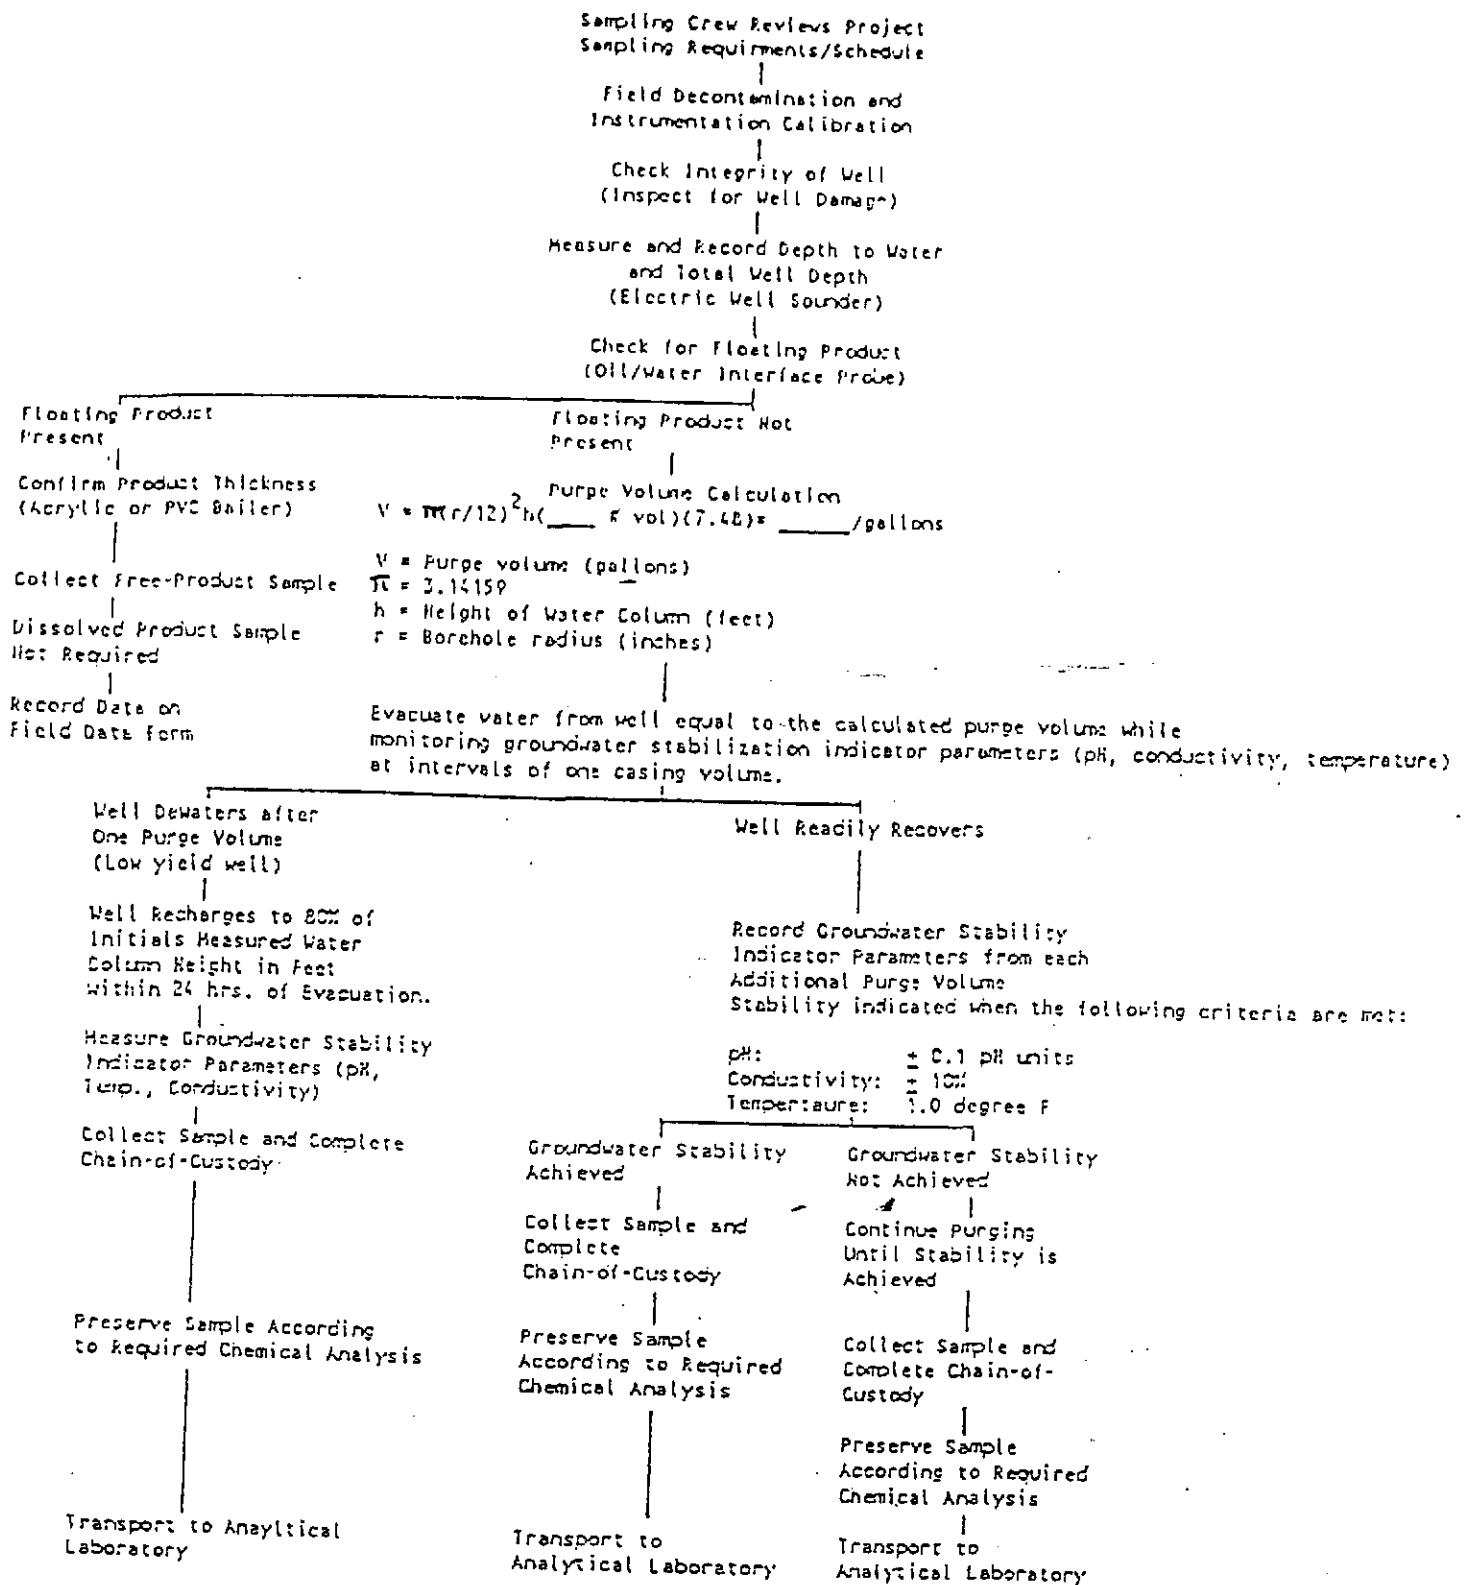 Sampling Crew Reviews Project
Sampling Requirments/Schedule
Field Decontamination and
Instrumentation Calibration
Check Integrity of Well
(Inspect for Well Damage)
Measure and Record Depth to Water
and Total Well Depth
(Electric Well Sounder)
Check for Floating Product
(Oil/Water Interface Probe)
Floating Product
Present
Confirm Product Thickness
(Acrylic or PVC Bailer)
Collect Free-Product Sample
Dissolved Product Sample
Not Required
Record Data on
Field Data form
Floating Product Not
Present
Purge Volume Calculation
V = π(r/12)²h(____ # vol)(7.48)= _____/gallons
V = Purge volume (gallons)
π = 3.14159
h = Height of Water Column (feet)
r = Borehole radius (inches)
Evacuate water from well equal to the calculated purge volume while
monitoring groundwater stabilization indicator parameters (pH, conductivity, temperature)
at intervals of one casing volume.
Well Dewaters after
One Purge Volume
(Low yield well)
Well Recharges to 80% of
Initials Measured Water
Column Height in Feet
within 24 hrs. of Evacuation.
Measure Groundwater Stability
Indicator Parameters (pH,
Temp., Conductivity)
Collect Sample and Complete
Chain-of-Custody
Preserve Sample According
to Required Chemical Analysis
Transport to Anayltical
Laboratory
Well Readily Recovers
Record Groundwater Stability
Indicator Parameters from each
Additional Purge Volume
Stability indicated when the following criteria are met:
pH: ± 0.1 pH units
Conductivity: ± 10%
Tempertaure: 1.0 degree F
Groundwater Stability
Achieved
Collect Sample and
Complete
Chain-of-Custody
Preserve Sample
According to Required
Chemical Analysis
Transport to
Analytical Laboratory
Groundwater Stability
Not Achieved
Continue Purging
Until Stability is
Achieved
Collect Sample and
Complete Chain-of-
Custody
Preserve Sample
According to Required
Chemical Analysis
Transport to
Analytical Laboratory